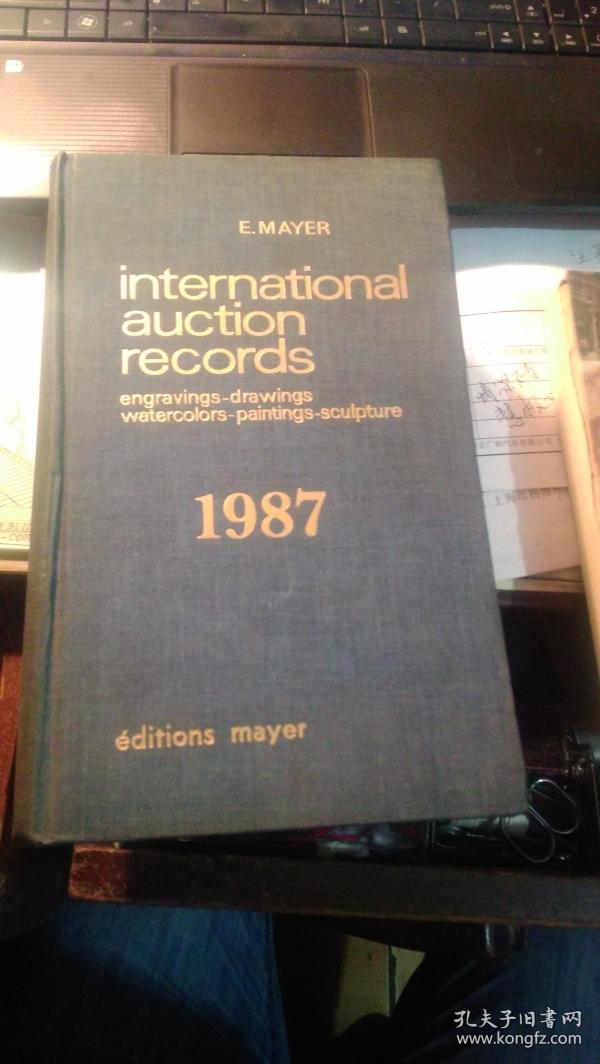 E.MAYER
international
auction
records
engravings-drawings
watercolors-paintings-sculpture
1987
éditions mayer
孔夫子旧书网
www.kongfz.com